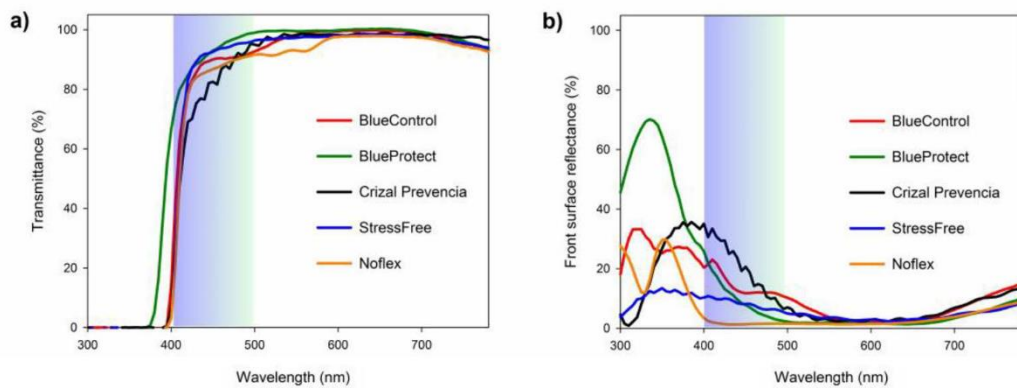 a)
Transmittance (%)
100
80
60
40
20
0
300
400
500
600
700
Wavelength (nm)
BlueControl
BlueProtect
Crizal Prevencia
StressFree
Noflex
b)
Front surface reflectance (%)
100
80
60
40
20
0
300
400
500
600
700
Wavelength (nm)
BlueControl
BlueProtect
Crizal Prevencia
StressFree
Noflex